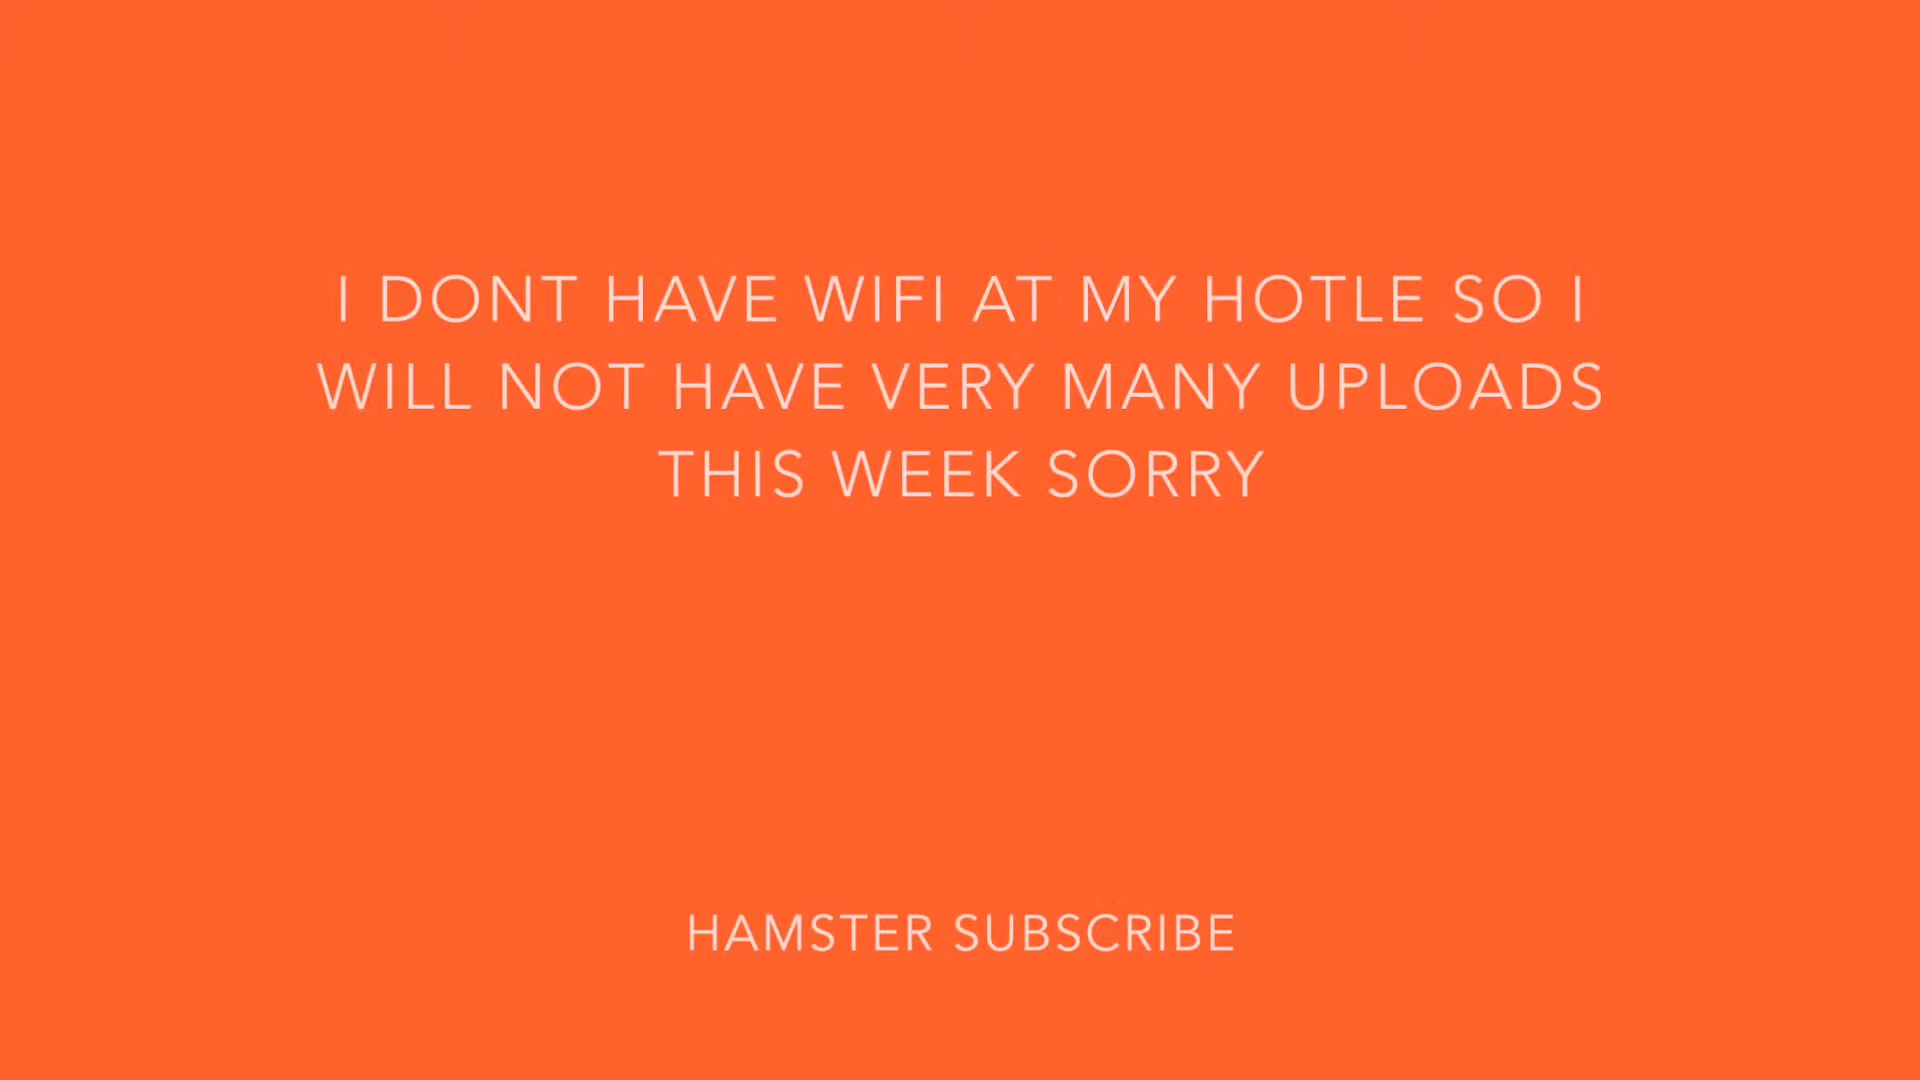 I DONT HAVE WIFI AT MY HOTLE SO I
WILL NOT HAVE VERY MANY UPLOADS
THIS WEEK SORRY
HAMSTER SUBSCRIBE